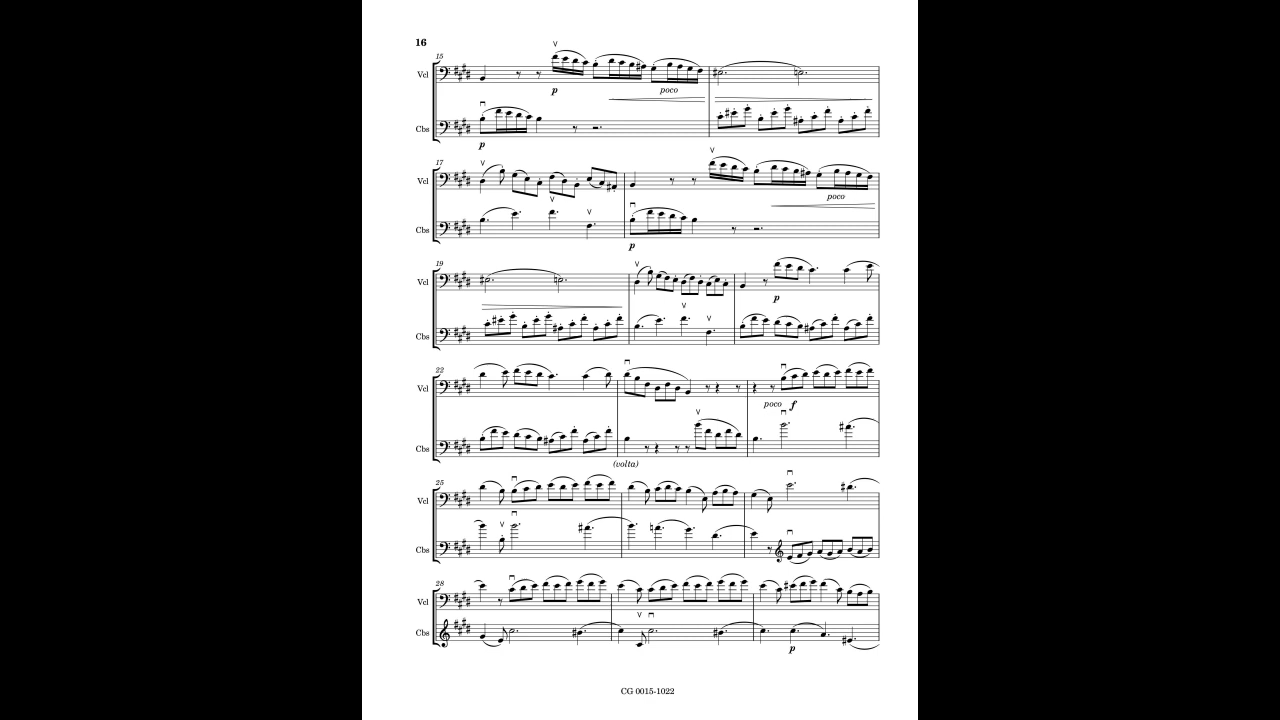 16
15
Vcl
p
poco
Cbs
p
17
Vcl
poco
Cbs
p
19
Vcl
p
Cbs
22
Vcl
poco f
Cbs
(volta)
25
Vcl
Cbs
28
Vcl
Cbs
p
CG 0015-1022